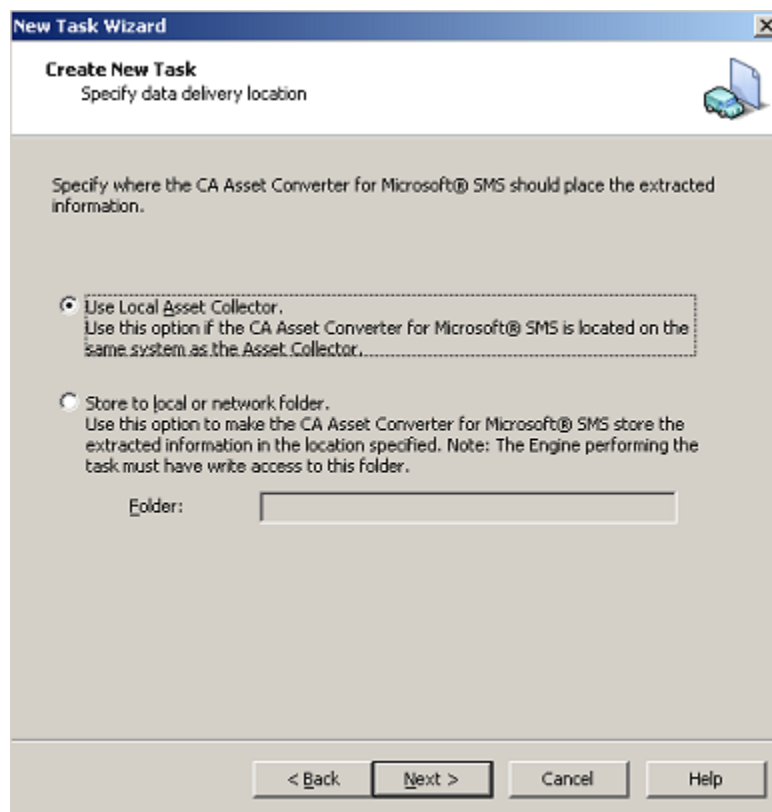 New Task Wizard
Create New Task
Specify data delivery location
Specify where the CA Asset Converter for Microsoft® SMS should place the extracted
information.
Use Local Asset Collector.
Use this option if the CA Asset Converter for Microsoft® SMS is located on the
same system as the Asset Collector.
Store to local or network folder.
Use this option to make the CA Asset Converter for Microsoft® SMS store the
extracted information in the location specified. Note: The Engine performing the
task must have write access to this folder.
Folder:
< Back Next > Cancel Help